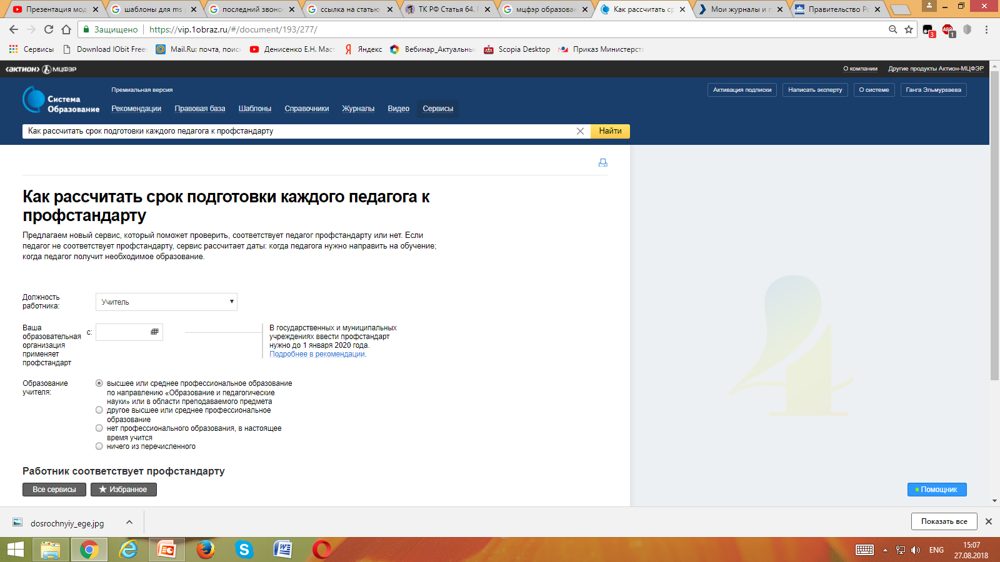 Презентация мод
шаблоны для ms
последний звоно
ссылка на статью
ТК РФ Статья 64.
мцфэр образован
Как рассчитать ср
Мои журналы и п
Правительство Ро
Защищено
https://vip.1obraz.ru/#/document/193/277/
3
ABP
1
Сервисы
Download IObit Free
Mail.Ru: почта, поис
Денисенко Е.Н. Маст
Яндекс
Вебинар_Актуальны
Scopia Desktop
Приказ Министерст
АКТИОН МЦФЭР
О компании
Другие продукты Актион-МЦФЭР
Система
Образование
Премиальная версия
Активация подписки
Написать эксперту
О системе
Ганга Эльмурзаева
Рекомендации
Правовая база
Шаблоны
Справочники
Журналы
Видео
Сервисы
Как рассчитать срок подготовки каждого педагога к профстандарту
Найти
Как рассчитать срок подготовки каждого педагога к
профстандарту
Предлагаем новый сервис, который поможет проверить, соответствует педагог профстандарту или нет. Если
педагог не соответствует профстандарту, сервис рассчитает даты: когда педагога нужно направить на обучение;
когда педагог получит необходимое образование.
Должность
работника:
Учитель
Ваша
образовательная
организация
применяет
профстандарт
с:
В государственных и муниципальных
учреждениях ввести профстандарт
нужно до 1 января 2020 года.
Подробнее в рекомендации.
Образование
учителя:
высшее или среднее профессиональное образование
по направлению «Образование и педагогические
науки» или в области преподаваемого предмета
другое высшее или среднее профессиональное
образование
нет профессионального образования, в настоящее
время учится
ничего из перечисленного
Работник соответствует профстандарту
Все сервисы
Избранное
Помощник
dosrochnyiy_ege.jpg
Показать все
ENG
15:07
27.08.2018